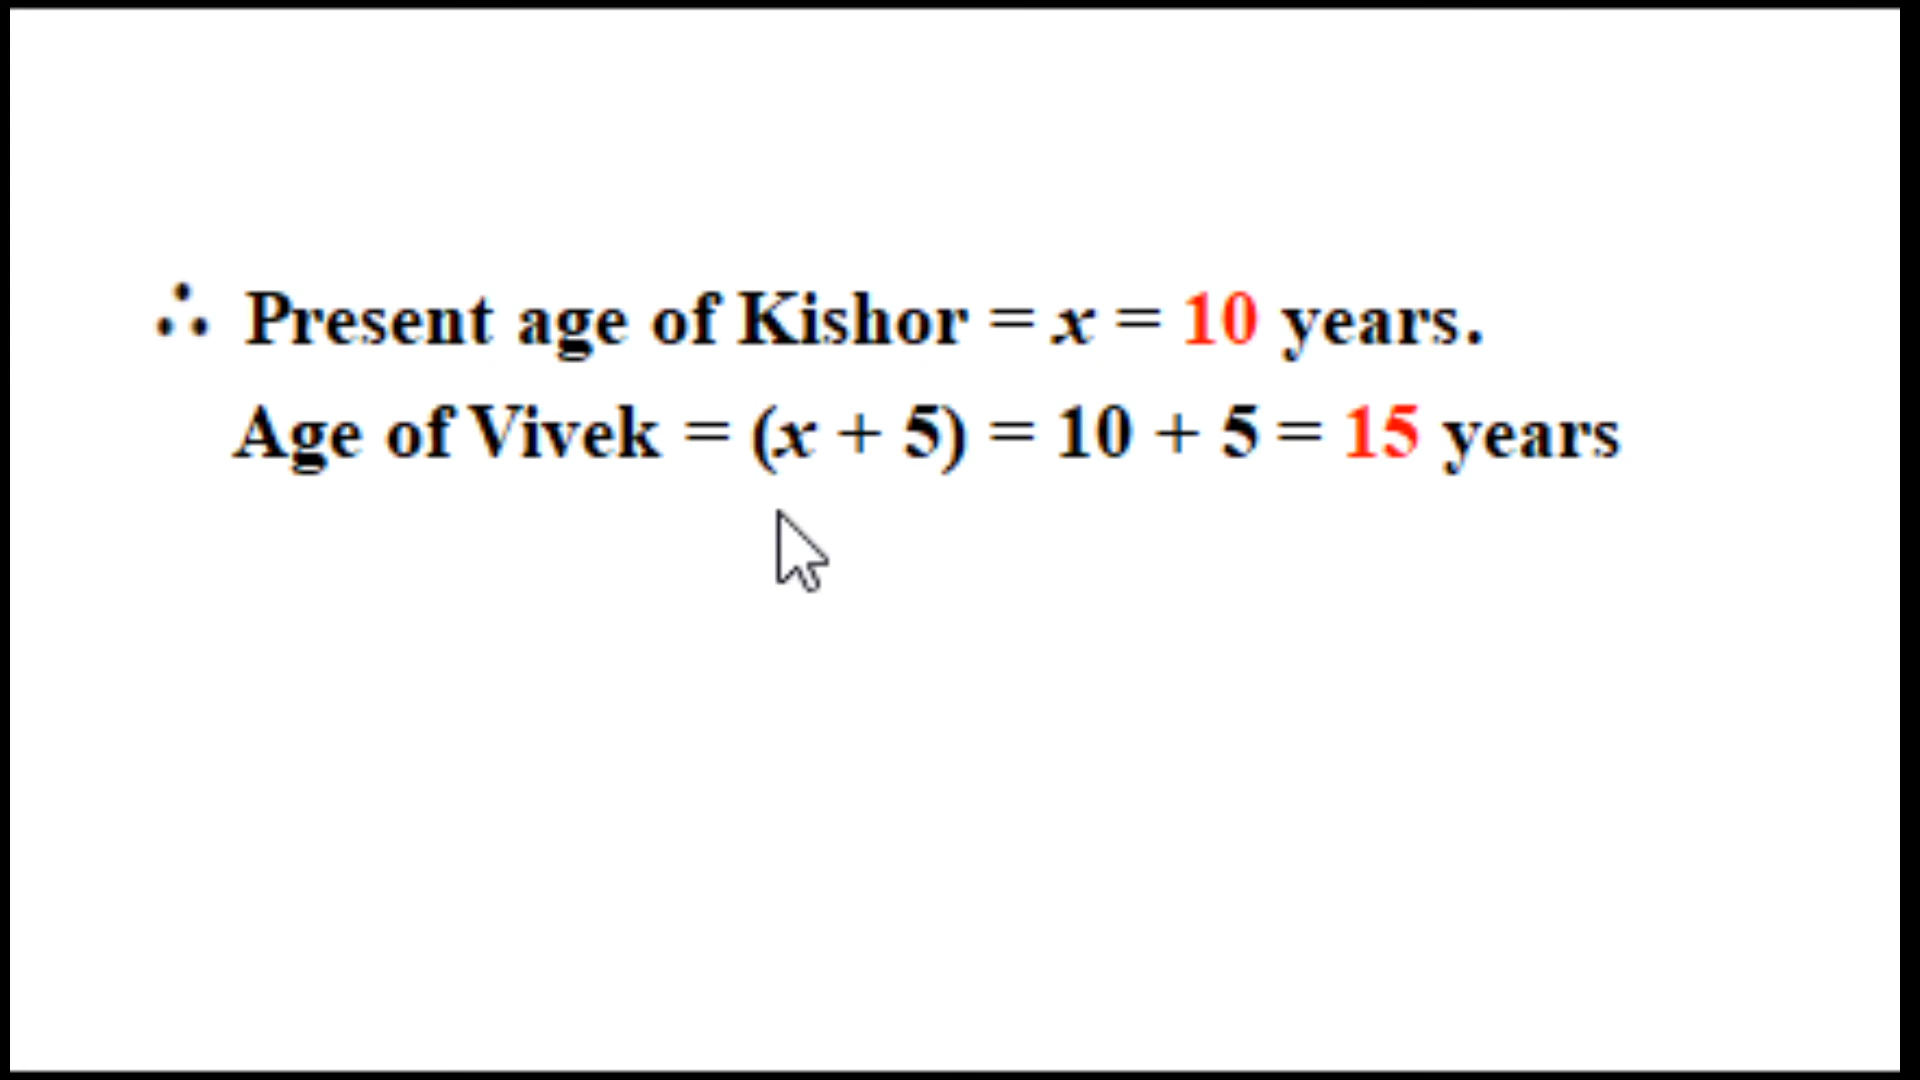 ∴ Present age of Kishor = x = 10 years.
Age of Vivek = (x + 5) = 10 + 5 = 15 years